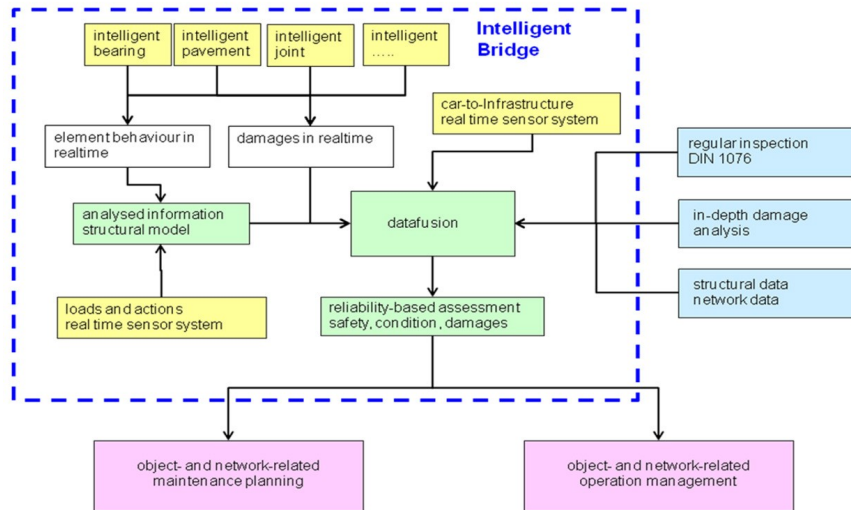 Intelligent
Bridge
intelligent
bearing
intelligent
pavement
intelligent
joint
intelligent
.....
car-to-Infrastructure
real time sensor system
element behaviour in
realtime
damages in realtime
regular inspection
DIN 1076
analysed information
structural model
datafusion
in-depth damage
analysis
loads and actions
real time sensor system
reliability-based assessment
safety, condition, damages
structural data
network data
object- and network-related
maintenance planning
object- and network-related
operation management